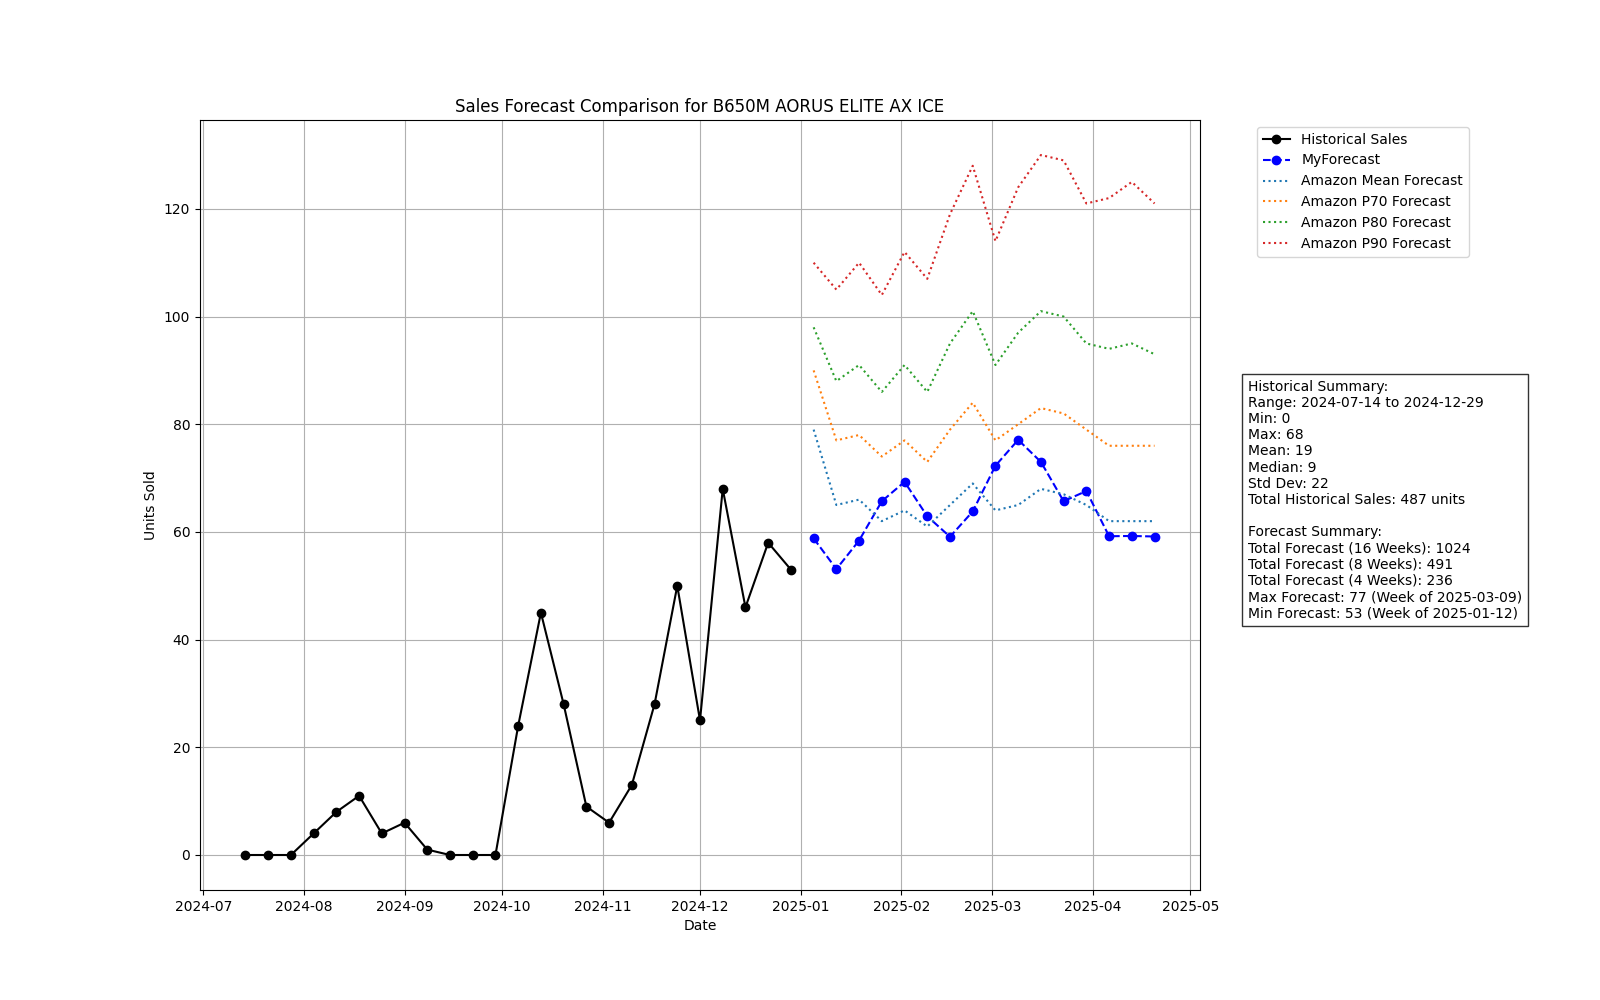 Sales Forecast Comparison for B650M AORUS ELITE AX ICE
Units Sold
120
100
80
60
40
20
0
2024-07 2024-08 2024-09 2024-10 2024-11 2024-12 2025-01 2025-02 2025-03 2025-04 2025-05
Date
Historical Sales
MyForecast
Amazon Mean Forecast
Amazon P70 Forecast
Amazon P80 Forecast
Amazon P90 Forecast
Historical Summary:
Range: 2024-07-14 to 2024-12-29
Min: 0
Max: 68
Mean: 19
Median: 9
Std Dev: 22
Total Historical Sales: 487 units
Forecast Summary:
Total Forecast (16 Weeks): 1024
Total Forecast (8 Weeks): 491
Total Forecast (4 Weeks): 236
Max Forecast: 77 (Week of 2025-03-09)
Min Forecast: 53 (Week of 2025-01-12)